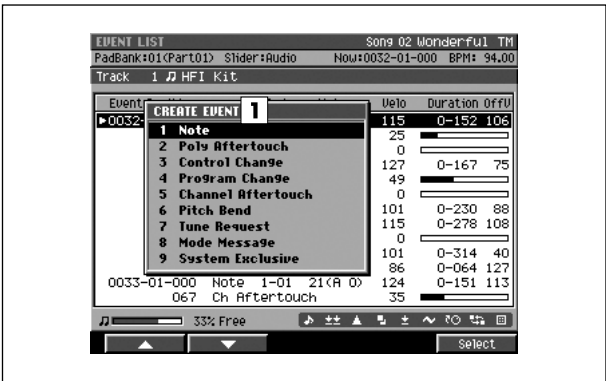 EVENT LIST Song 02 Wonderful TM
PadBank:01(Part01) Slider:Audio Now:0032-01-000 BPM: 94.00
Track 1 HFI Kit
Event Velo Duration OffV
CREATE EVENT 1
0032- 115 0-152 106
1 Note
2 Poly Aftertouch 25
0
3 Control Change 127 0-167 75
4 Program Change 49
5 Channel Aftertouch 0
6 Pitch Bend 101 0-230 88
7 Tune Request 115 0-278 108
8 Mode Message 0
9 System Exclusive 101 0-314 40
86 0-064 127
0033-01-000 Note 1-01 21(A 0) 124 0-151 113
067 Ch Aftertouch 35
33% Free
Select